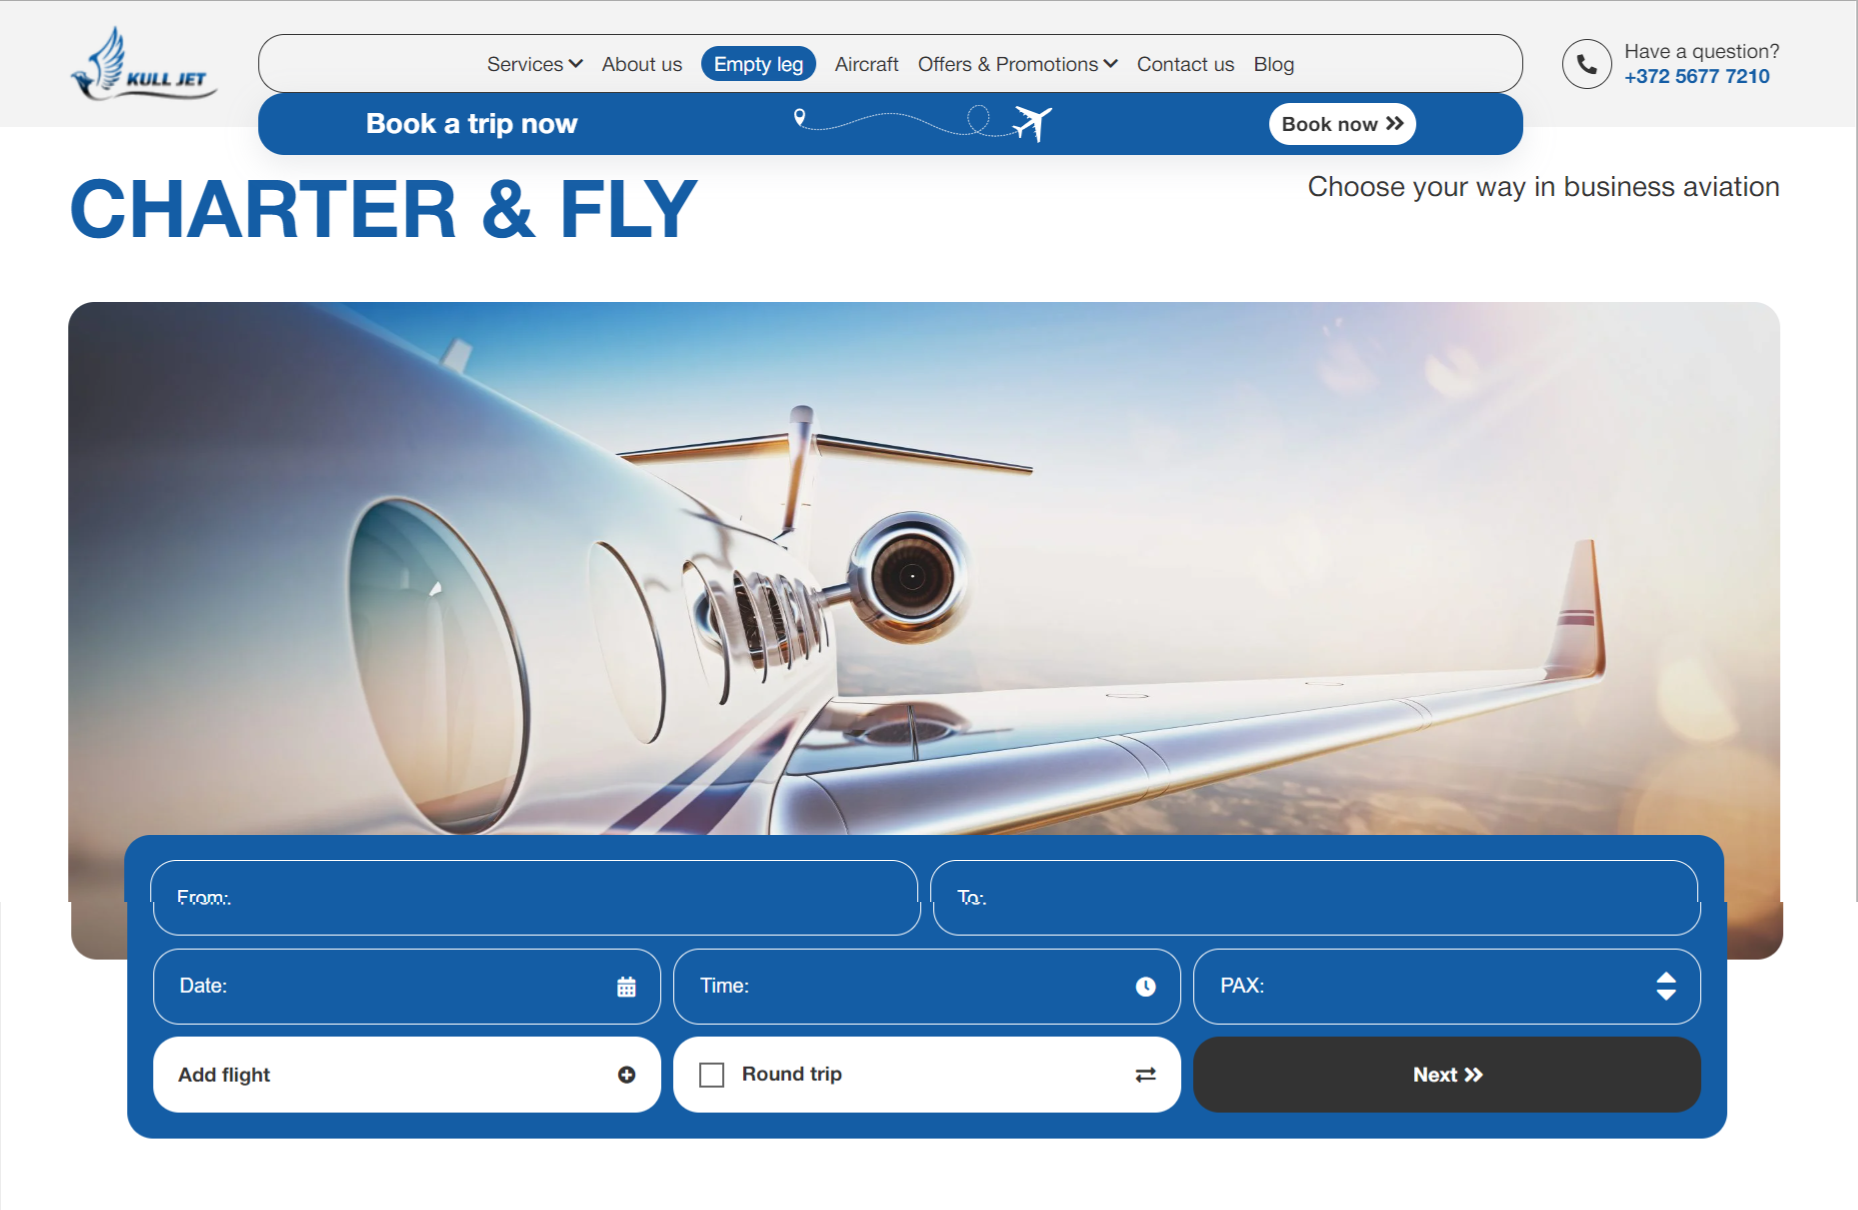 KULL JET
Services About us Empty leg Aircraft Offers & Promotions Contact us Blog
Have a question?
+372 5677 7210
Book a trip now
Book now
CHARTER & FLY
Choose your way in business aviation
From:
To:
Date:
Time:
PAX:
Add flight
Round trip
Next